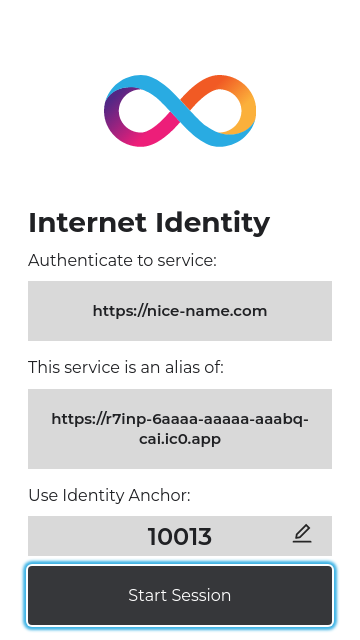 Internet Identity
Authenticate to service:
https://nice-name.com
This service is an alias of:
https://r7inp-6aaaa-aaaaa-aaabq-
cai.ic0.app
Use Identity Anchor:
10013
Start Session